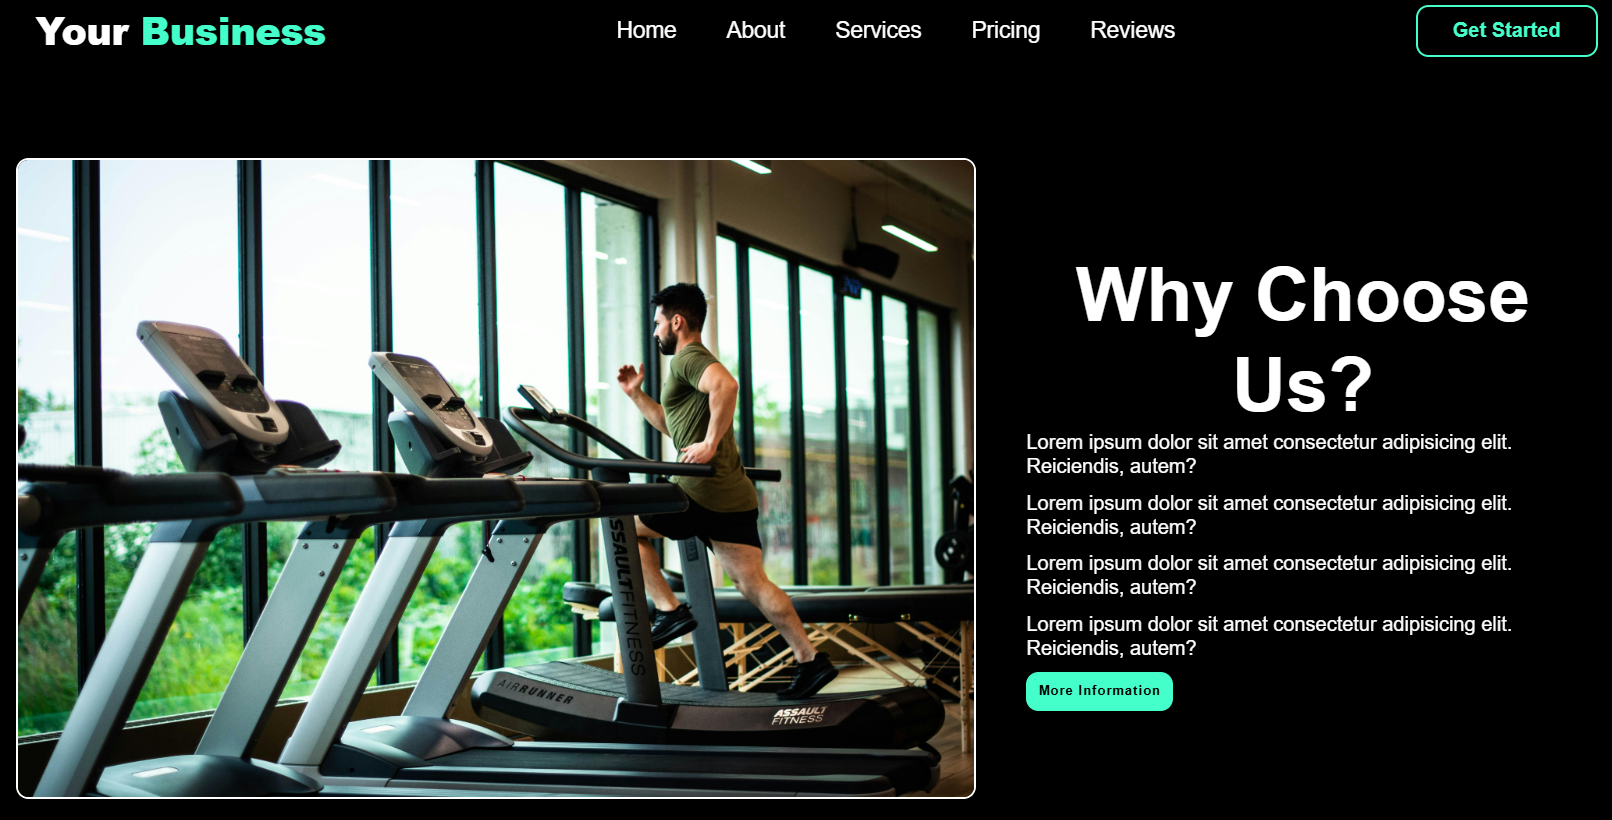 Your Business
Home About Services Pricing Reviews
Get Started
Why Choose
Us?
Lorem ipsum dolor sit amet consectetur adipisicing elit.
Reiciendis, autem?
Lorem ipsum dolor sit amet consectetur adipisicing elit.
Reiciendis, autem?
Lorem ipsum dolor sit amet consectetur adipisicing elit.
Reiciendis, autem?
Lorem ipsum dolor sit amet consectetur adipisicing elit.
Reiciendis, autem?
More Information
SSAULTFITNESS
AIRRUNNER
ASSAULT
FITNESS